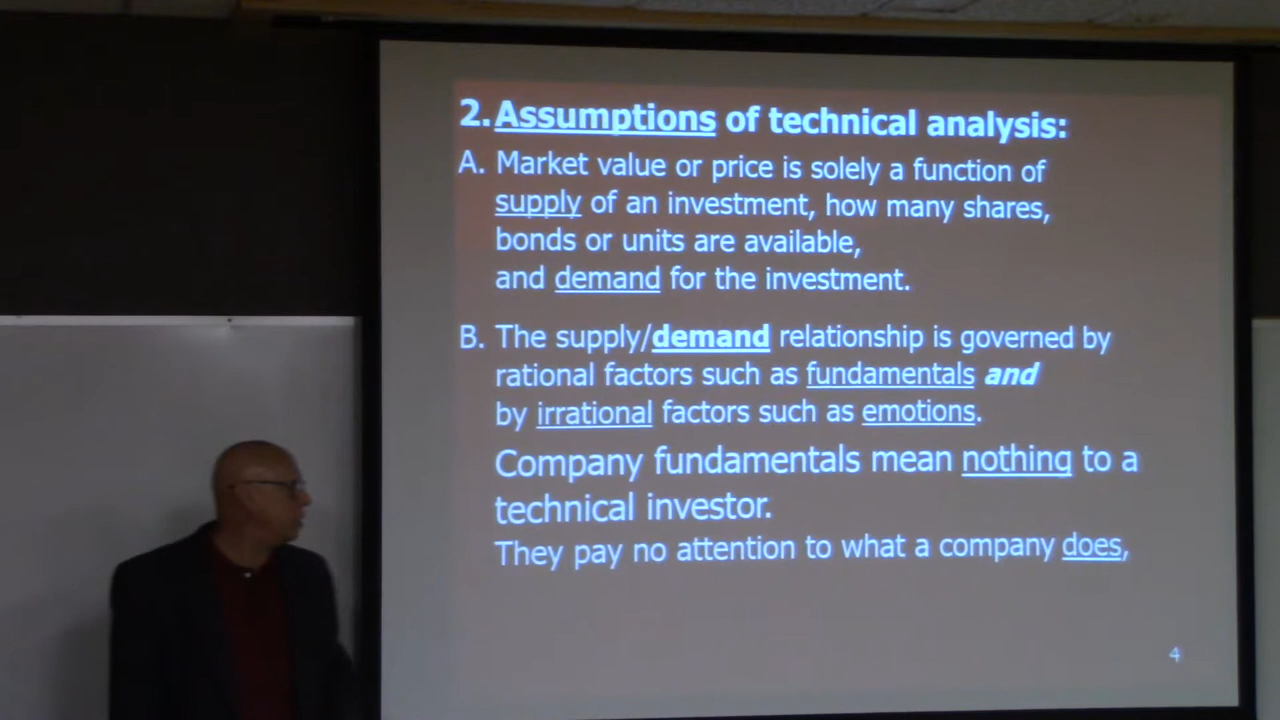 2. Assumptions of technical analysis:
A. Market value or price is solely a function of
supply of an investment, how many shares,
bonds or units are available,
and demand for the investment.
B. The supply/demand relationship is governed by
rational factors such as fundamentals and
by irrational factors such as emotions.
Company fundamentals mean nothing to a
technical investor.
They pay no attention to what a company does,
4